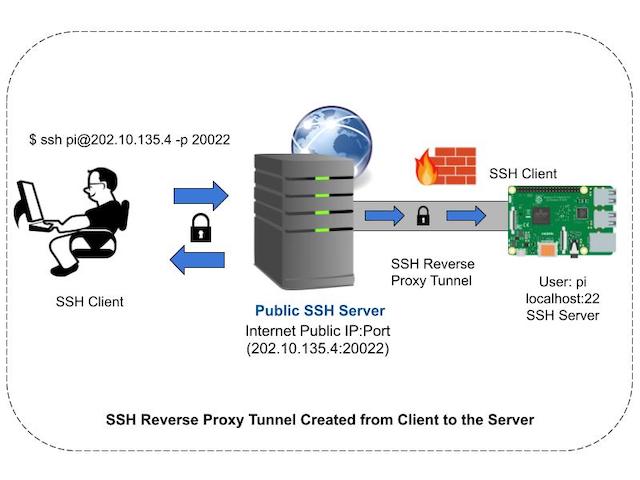 $ ssh pi@202.10.135.4 -p 20022
SSH Client
SSH Client
SSH Reverse
Proxy Tunnel
User: pi
localhost:22
SSH Server
Public SSH Server
Internet Public IP:Port
(202.10.135.4:20022)
SSH Reverse Proxy Tunnel Created from Client to the Server